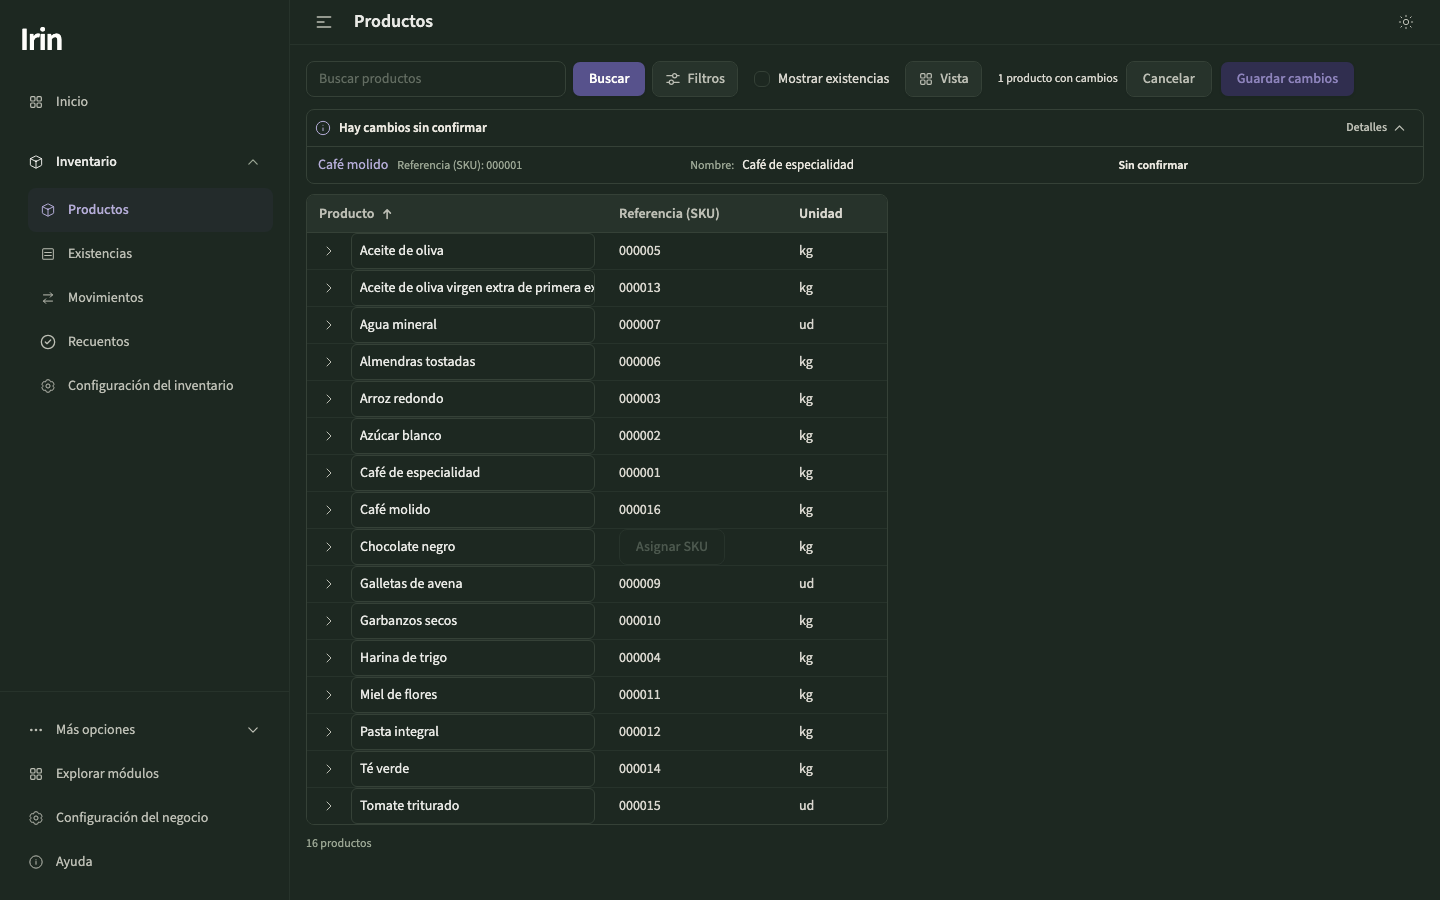 Irin
Productos
Inicio
Inventario
Productos
Existencias
Movimientos
Recuentos
Configuración del inventario
Más opciones
Explorar módulos
Configuración del negocio
Ayuda
Buscar productos Buscar Filtros Mostrar existencias Vista 1 producto con cambios Cancelar Guardar cambios
Hay cambios sin confirmar Detalles
Café molido Referencia (SKU): 000001 Nombre: Café de especialidad Sin confirmar
Producto Referencia (SKU) Unidad
Aceite de oliva 000005 kg
Aceite de oliva virgen extra de primera ex 000013 kg
Agua mineral 000007 ud
Almendras tostadas 000006 kg
Arroz redondo 000003 kg
Azúcar blanco 000002 kg
Café de especialidad 000001 kg
Café molido 000016 kg
Chocolate negro Asignar SKU kg
Galletas de avena 000009 ud
Garbanzos secos 000010 kg
Harina de trigo 000004 kg
Miel de flores 000011 kg
Pasta integral 000012 kg
Té verde 000014 kg
Tomate triturado 000015 ud
16 productos